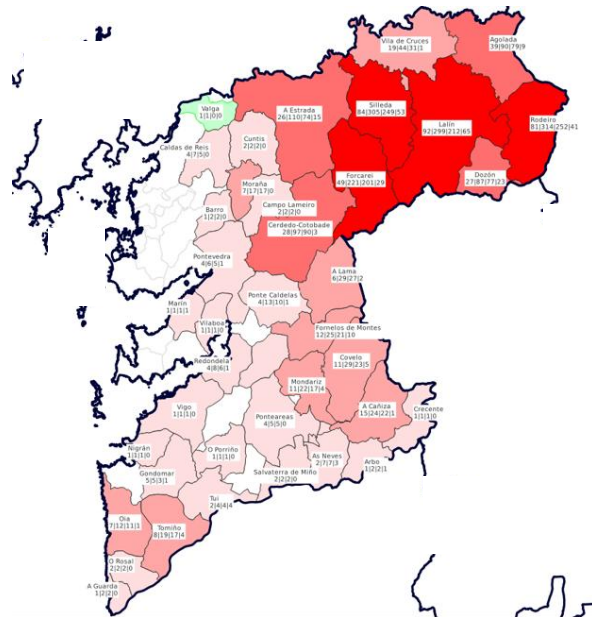 Agolada
39|90|79|9
Vila de Cruces
19|44|31|1
Silleda
84|305|249|53
Lalín
92|299|212|65
Rodeiro
81|314|252|41
Valga
1|1|0|0
A Estrada
26|110|74|15
Cuntis
2|2|2|0
Caldas de Reis
4|7|5|0
Forcarei
49|221|201|29
Dozón
27|87|77|23
Moraña
7|17|17|0
Campo Lameiro
2|2|2|0
Barro
1|2|2|0
Cerdedo-Cotobade
28|97|90|3
Pontevedra
4|6|5|1
A Lama
6|29|27|2
Ponte Caldelas
4|13|10|1
Marín
1|1|1|1
Vilaboa
1|1|1|0
Fornelos de Montes
12|25|21|10
Redondela
4|8|6|1
Covelo
11|29|23|5
Mondariz
11|22|17|4
Vigo
1|1|1|0
Ponteareas
4|5|5|0
A Cañiza
15|24|22|1
Crecente
1|1|1|0
Nigrán
1|1|1|0
O Porriño
1|1|1|0
As Neves
2|7|7|3
Arbo
1|2|2|1
Gondomar
5|5|3|1
Salvaterra de Miño
2|2|2|0
Tui
2|4|4|4
Oia
7|12|11|1
Tomiño
8|19|17|4
O Rosal
2|2|2|0
A Guarda
1|2|2|0